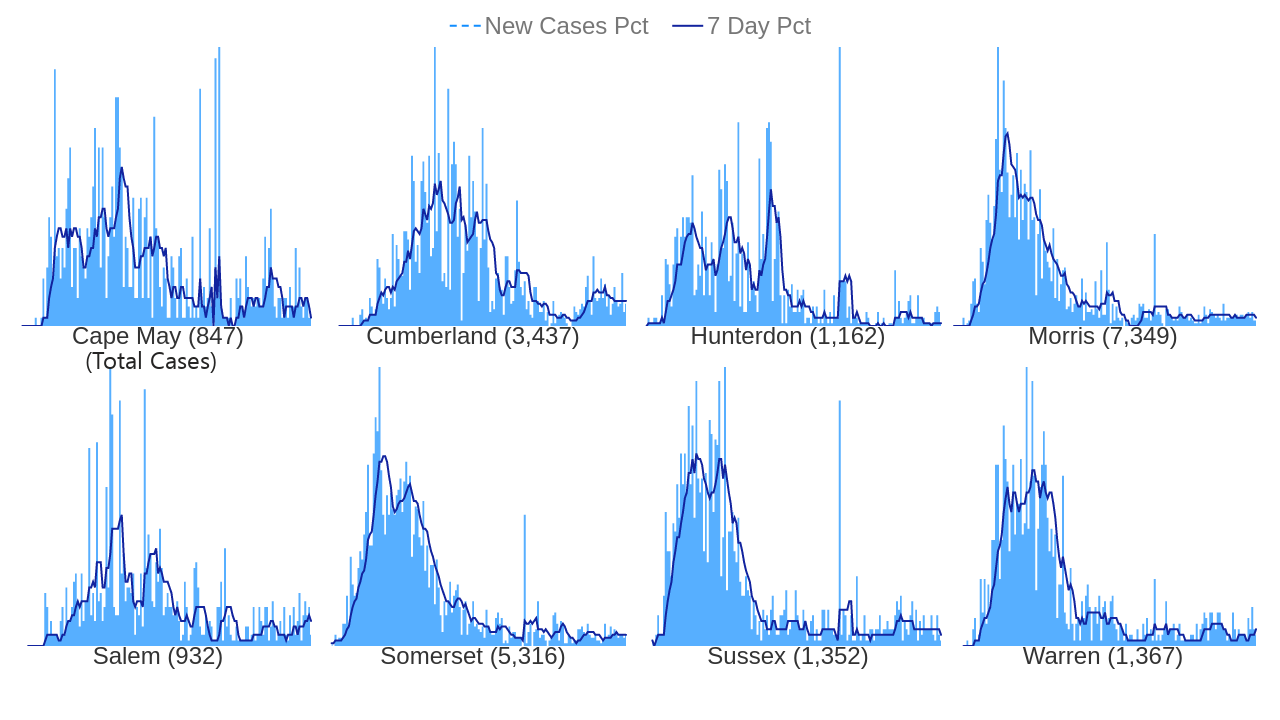 New Cases Pct 7 Day Pct
Cape May (847) Cumberland (3,437) Hunterdon (1,162) Morris (7,349)
(Total Cases)
Salem (932) Somerset (5,316) Sussex (1,352) Warren (1,367)